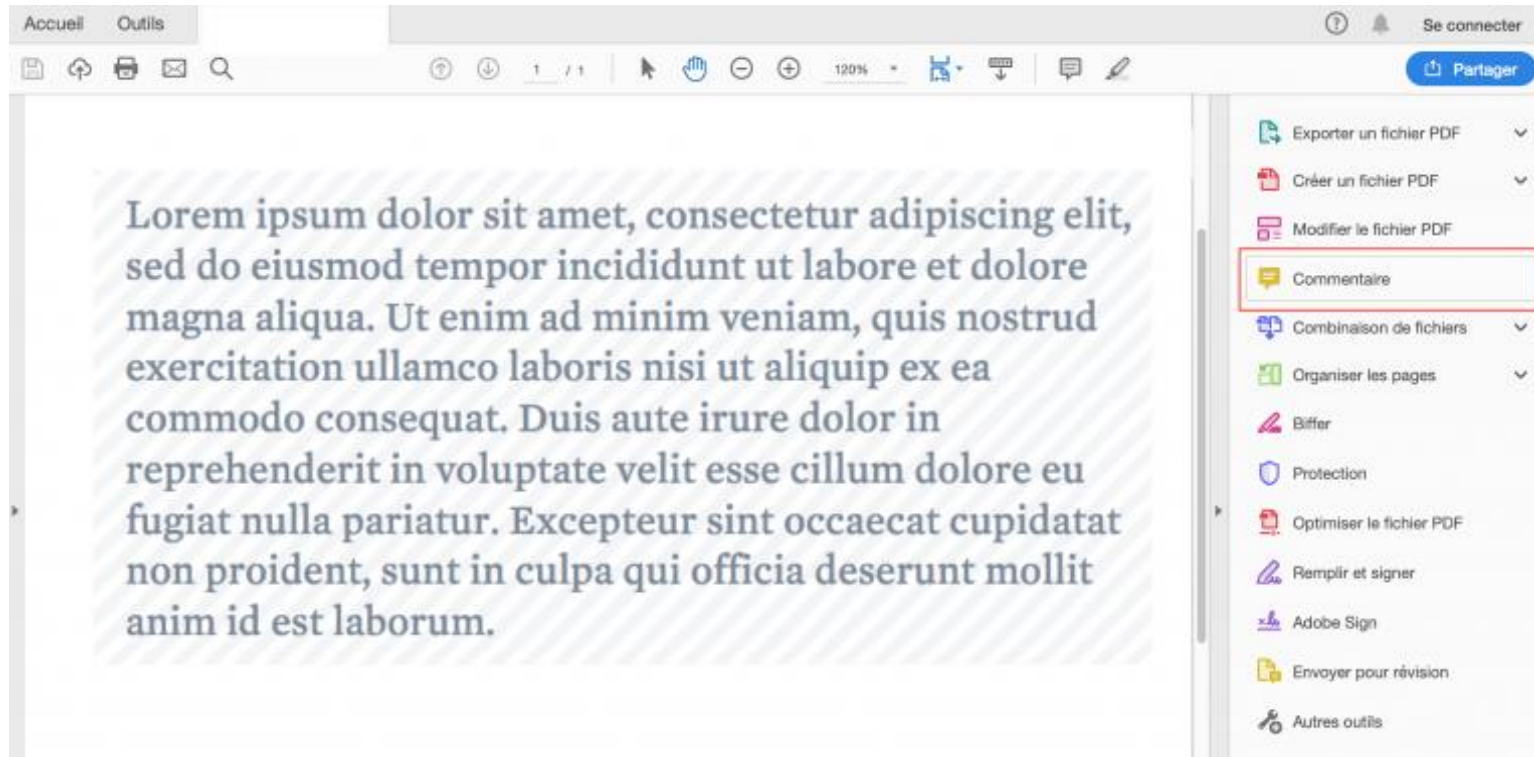 Accueil Outils Se connecter
1 / 1 120% Partager
Lorem ipsum dolor sit amet, consectetur adipiscing elit,
sed do eiusmod tempor incididunt ut labore et dolore
magna aliqua. Ut enim ad minim veniam, quis nostrud
exercitation ullamco laboris nisi ut aliquip ex ea
commodo consequat. Duis aute irure dolor in
reprehenderit in voluptate velit esse cillum dolore eu
fugiat nulla pariatur. Excepteur sint occaecat cupidatat
non proident, sunt in culpa qui officia deserunt mollit
anim id est laborum.
Exporter un fichier PDF
Créer un fichier PDF
Modifier le fichier PDF
Commentaire
Combinaison de fichiers
Organiser les pages
Biffer
Protection
Optimiser le fichier PDF
Remplir et signer
Adobe Sign
Envoyer pour révision
Autres outils